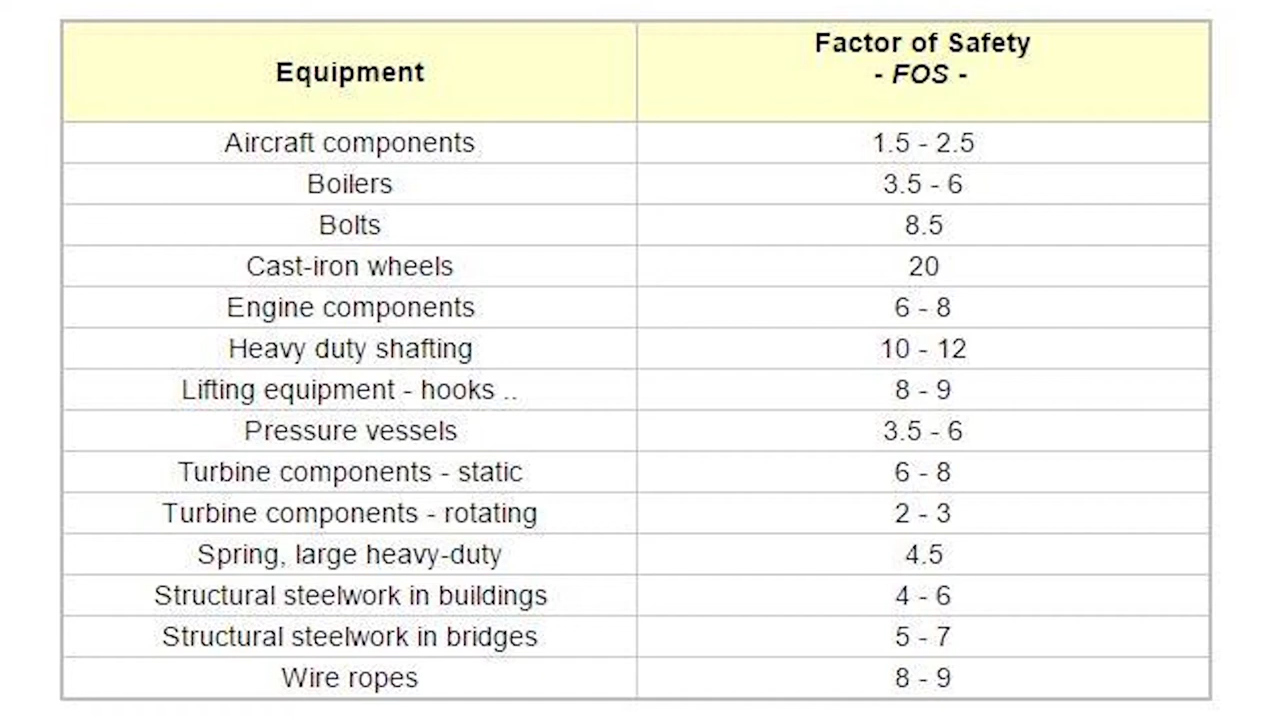 Equipment
Factor of Safety
- FOS -
Aircraft components 1.5 - 2.5
Boilers 3.5 - 6
Bolts 8.5
Cast-iron wheels 20
Engine components 6 - 8
Heavy duty shafting 10 - 12
Lifting equipment - hooks .. 8 - 9
Pressure vessels 3.5 - 6
Turbine components - static 6 - 8
Turbine components - rotating 2 - 3
Spring, large heavy-duty 4.5
Structural steelwork in buildings 4 - 6
Structural steelwork in bridges 5 - 7
Wire ropes 8 - 9